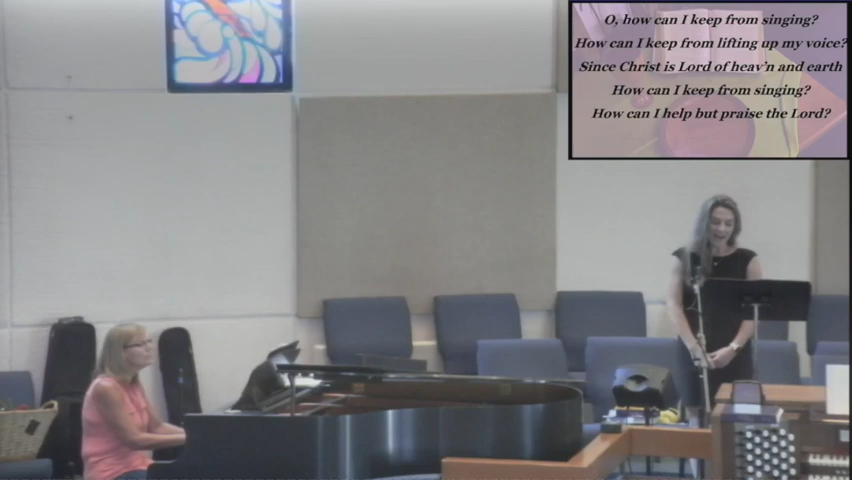 O, how can I keep from singing?
How can I keep from lifting up my voice?
Since Christ is Lord of heav'n and earth
How can I keep from singing?
How can I help but praise the Lord?